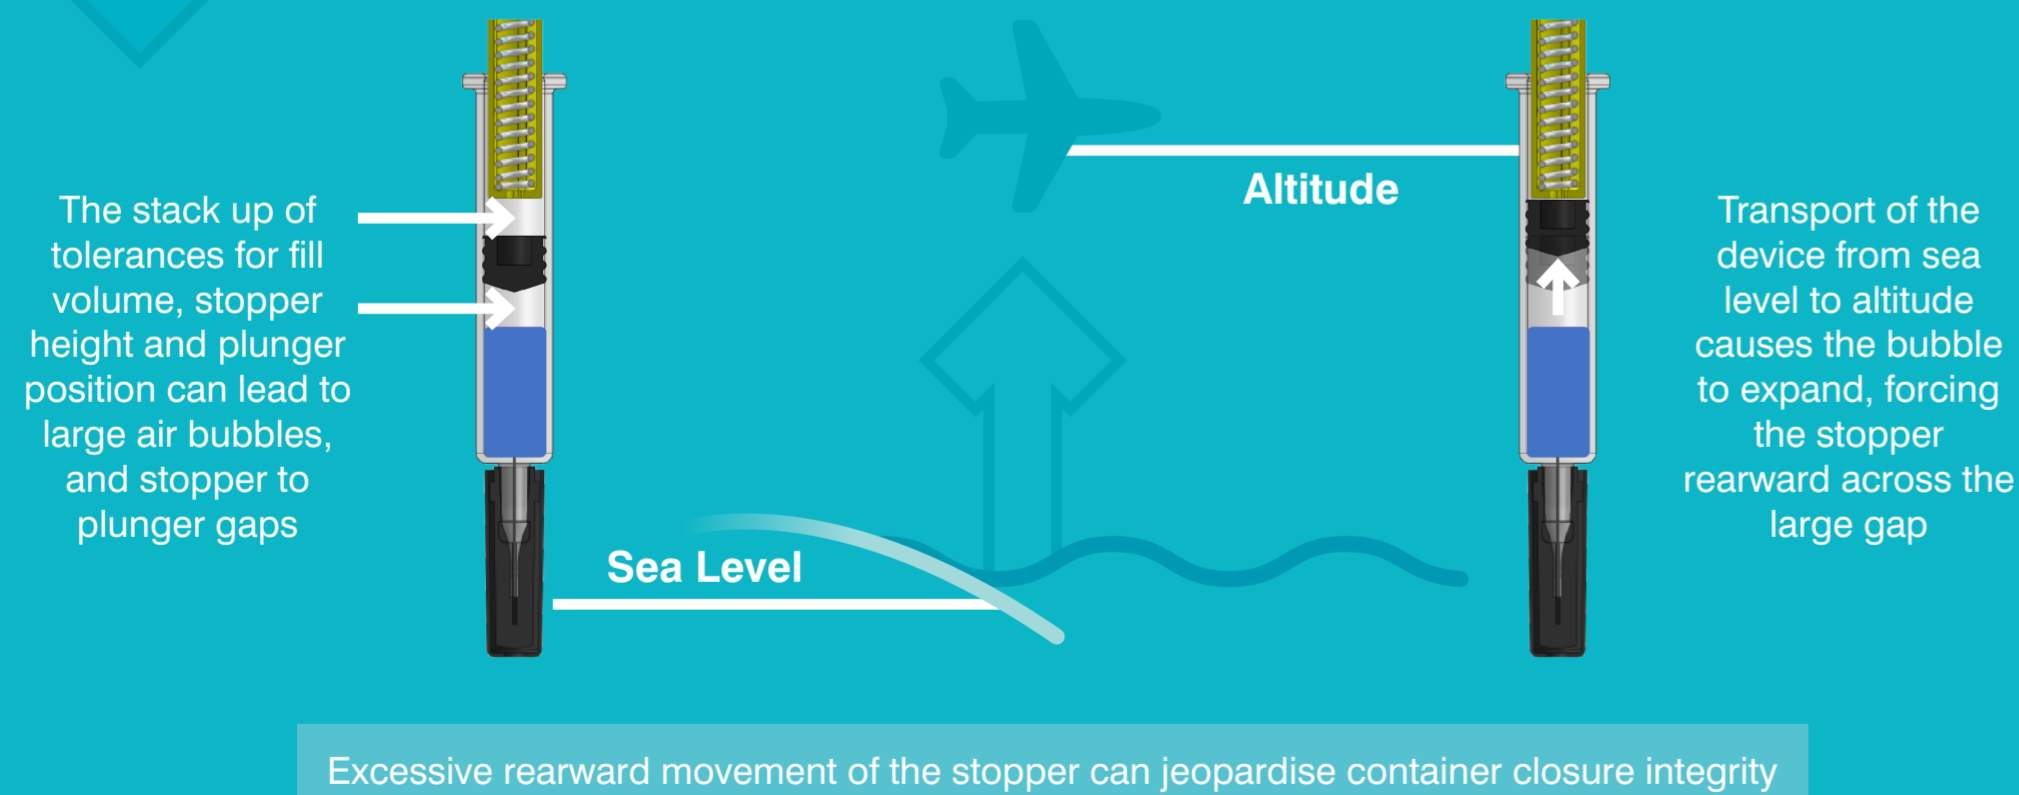 The stack up of
tolerances for fill
volume, stopper
height and plunger
position can lead to
large air bubbles,
and stopper to
plunger gaps
Sea Level
Altitude
Transport of the
device from sea
level to altitude
causes the bubble
to expand, forcing
the stopper
rearward across the
large gap
Excessive rearward movement of the stopper can jeopardise container closure integrity